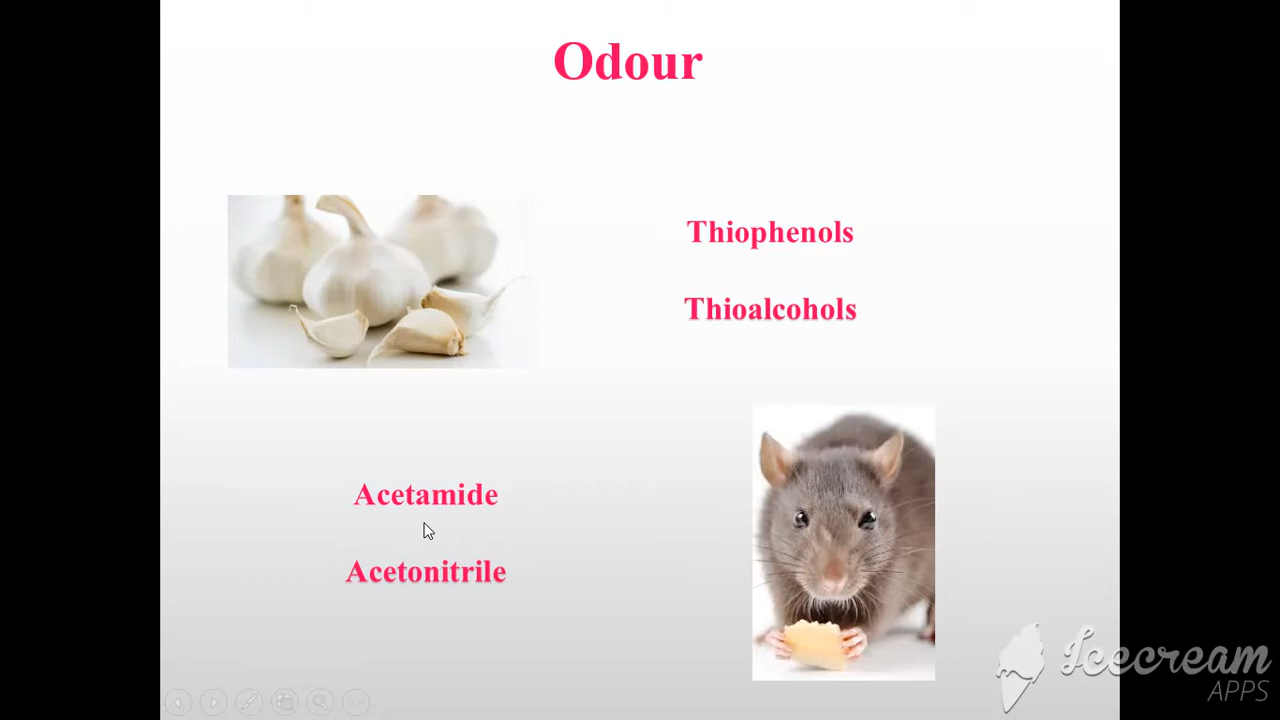 Odour
Thiophenols
Thioalcohols
Acetamide
Acetonitrile
Icecream
APPS